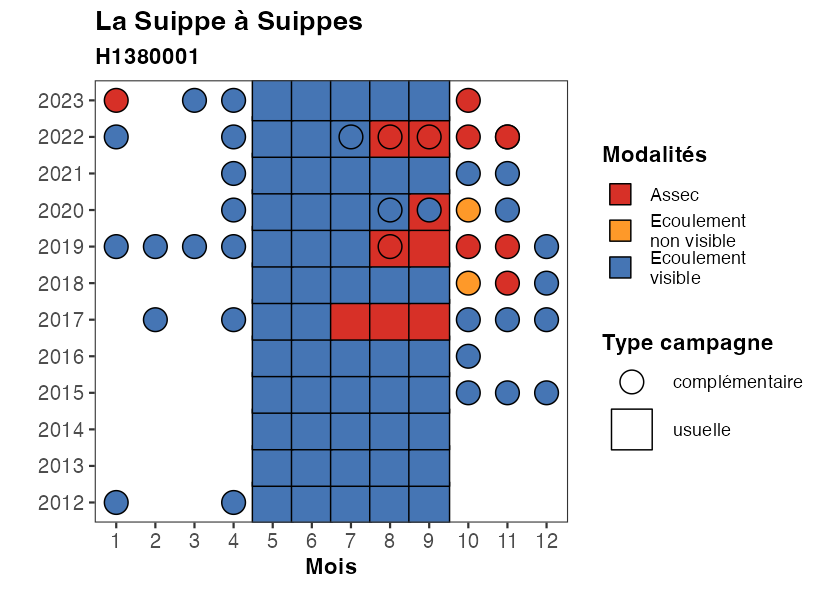 La Suippe à Suippes
H1380001
2023
2022
2021
2020
2019
2018
2017
2016
2015
2014
2013
2012
1 2 3 4 5 6 7 8 9 10 11 12
Mois
Modalités
Assec
Ecoulement
non visible
Ecoulement
visible
Type campagne
complémentaire
usuelle